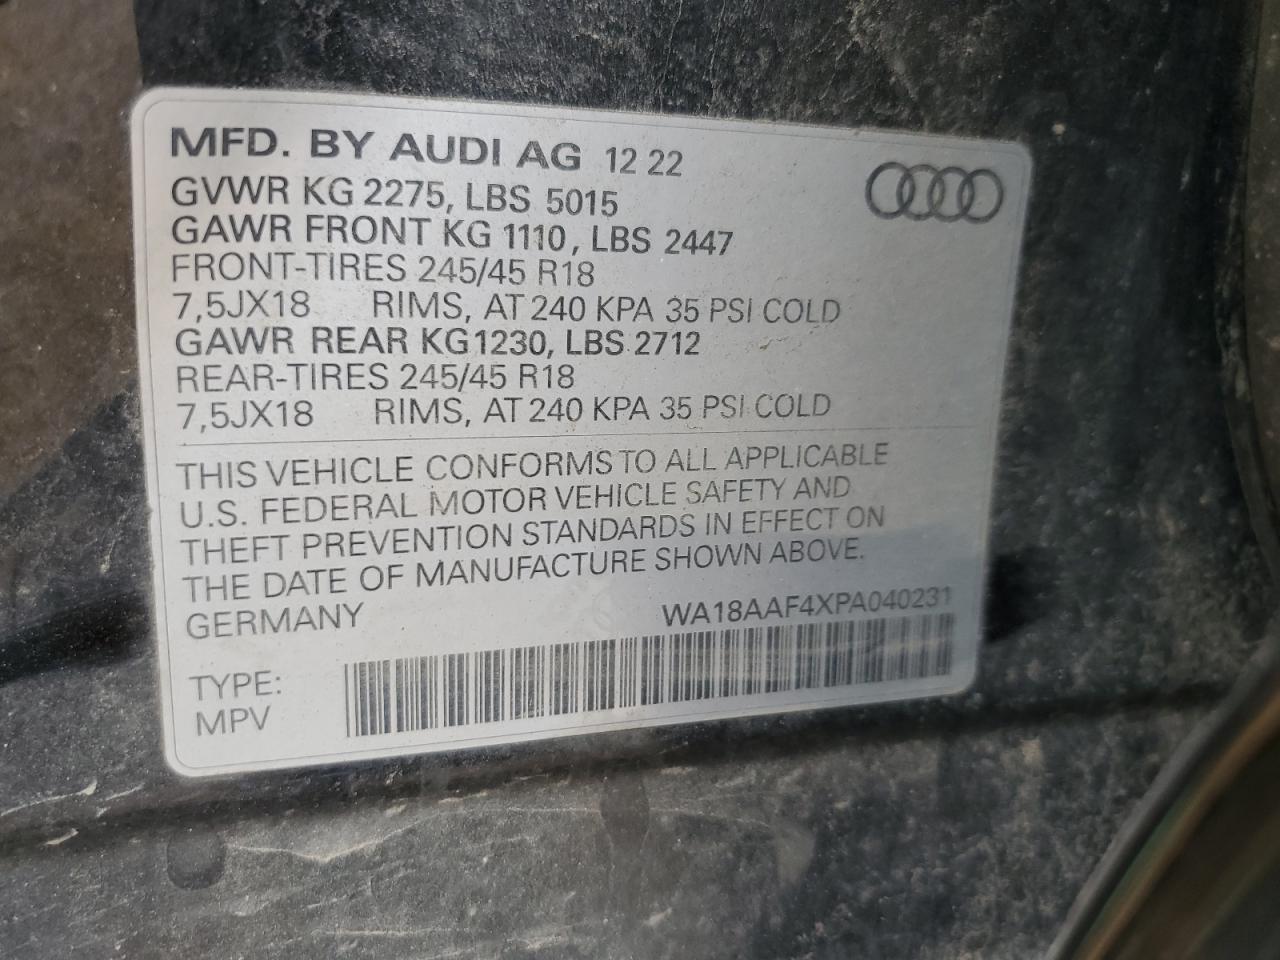 MFD. BY AUDI AG 12 22
GVWR KG 2275, LBS 5015
GAWR FRONT KG 1110, LBS 2447
FRONT-TIRES 245/45 R18
7,5JX18 RIMS, AT 240 KPA 35 PSI COLD
GAWR REAR KG 1230, LBS 2712
REAR-TIRES 245/45 R18
7,5JX18 RIMS, AT 240 KPA 35 PSI COLD
THIS VEHICLE CONFORMS TO ALL APPLICABLE
U.S. FEDERAL MOTOR VEHICLE SAFETY AND
THEFT PREVENTION STANDARDS IN EFFECT ON
THE DATE OF MANUFACTURE SHOWN ABOVE.
GERMANY WA18AAF4XPA040231
TYPE:
MPV